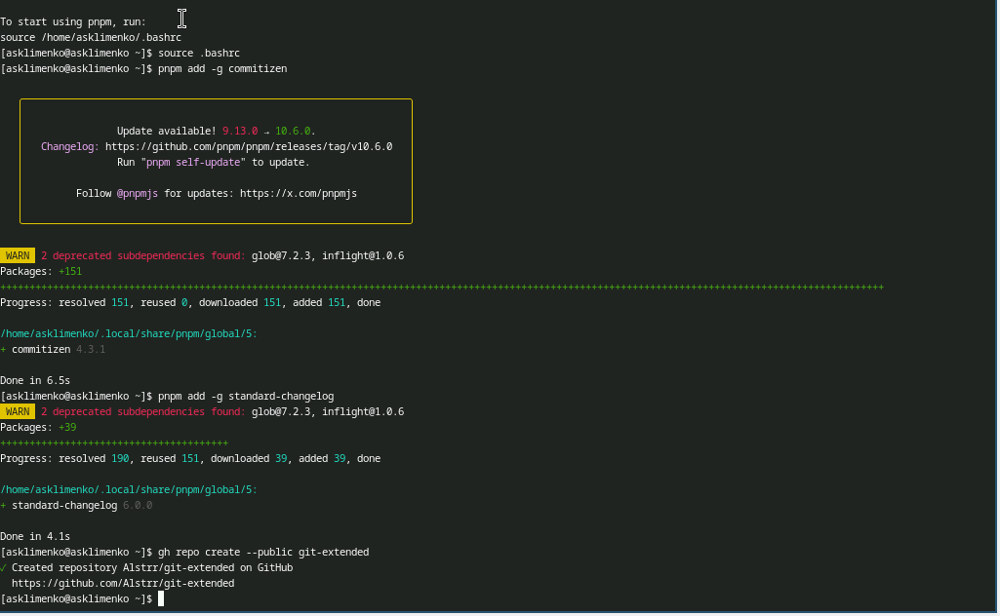 To start using pnpm, run:
source /home/asklimenko/.bashrc
[asklimenko@asklimenko ~]$ source .bashrc
[asklimenko@asklimenko ~]$ pnpm add -g commitizen
Update available! 9.13.0 → 10.6.0.
Changelog: https://github.com/pnpm/pnpm/releases/tag/v10.6.0
Run "pnpm self-update" to update.
Follow @pnpmjs for updates: https://x.com/pnpmjs
WARN 2 deprecated subdependencies found: glob@7.2.3, inflight@1.0.6
Packages: +151
+++++++++++++++++++++++++++++++++++++++++++++++++++++++++++++++++++++++++++++++++++++++++++++++++++++++++++++++++++++++++++++++++++++++++++++++++++++++
Progress: resolved 151, reused 0, downloaded 151, added 151, done
/home/asklimenko/.local/share/pnpm/global/5:
+ commitizen 4.3.1
Done in 6.5s
[asklimenko@asklimenko ~]$ pnpm add -g standard-changelog
WARN 2 deprecated subdependencies found: glob@7.2.3, inflight@1.0.6
Packages: +39
+++++++++++++++++++++++++++++++++++++++
Progress: resolved 190, reused 151, downloaded 39, added 39, done
/home/asklimenko/.local/share/pnpm/global/5:
+ standard-changelog 6.0.0
Done in 4.1s
[asklimenko@asklimenko ~]$ gh repo create --public git-extended
✓ Created repository Alstrr/git-extended on GitHub
https://github.com/Alstrr/git-extended
[asklimenko@asklimenko ~]$